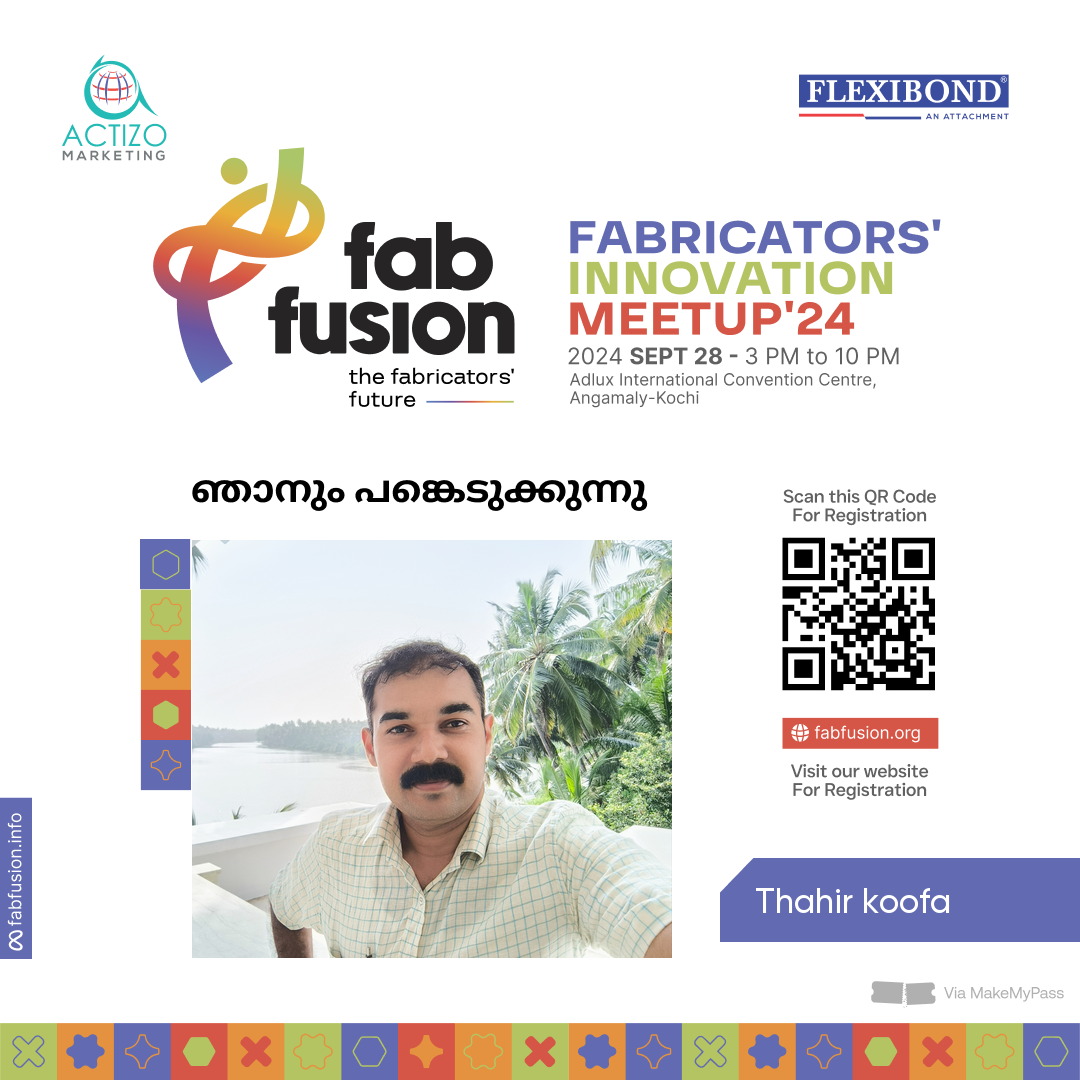 ACTIZO
MARKETING
FLEXIBOND®
AN ATTACHMENT
fab
fusion
the fabricators'
future
FABRICATORS'
INNOVATION
MEETUP'24
2024 SEPT 28 - 3 PM to 10 PM
Adlux International Convention Centre,
Angamaly-Kochi
ഞാനും പങ്കെടുക്കുന്നു
Scan this QR Code
For Registration
fabfusion.org
Visit our website
For Registration
fabfusion.info
Thahir koofa
Via MakeMyPass